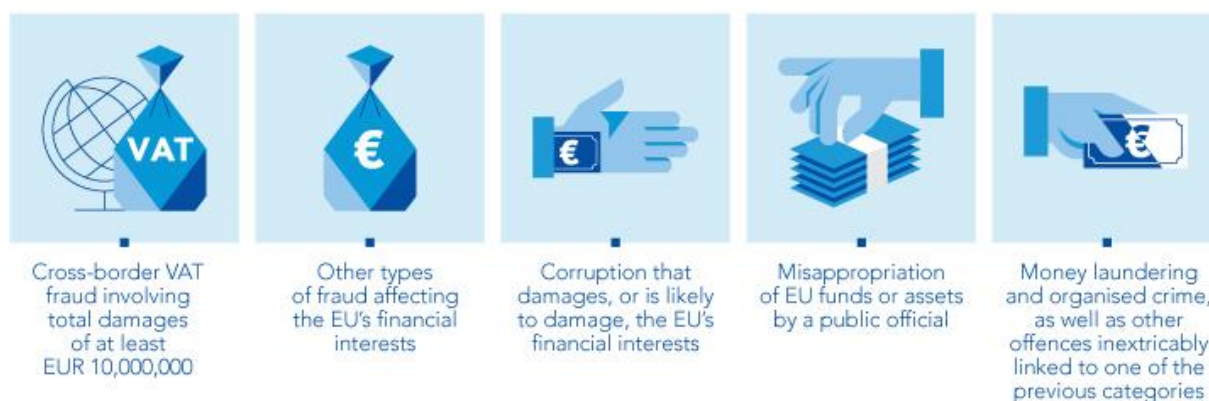 VAT
€
€
€
Cross-border VAT
fraud involving
total damages
of at least
EUR 10,000,000
Other types
of fraud affecting
the EU's financial
interests
Corruption that
damages, or is likely
to damage, the EU's
financial interests
Misappropriation
of EU funds or assets
by a public official
Money laundering
and organised crime,
as well as other
offences inextricably
linked to one of the
previous categories